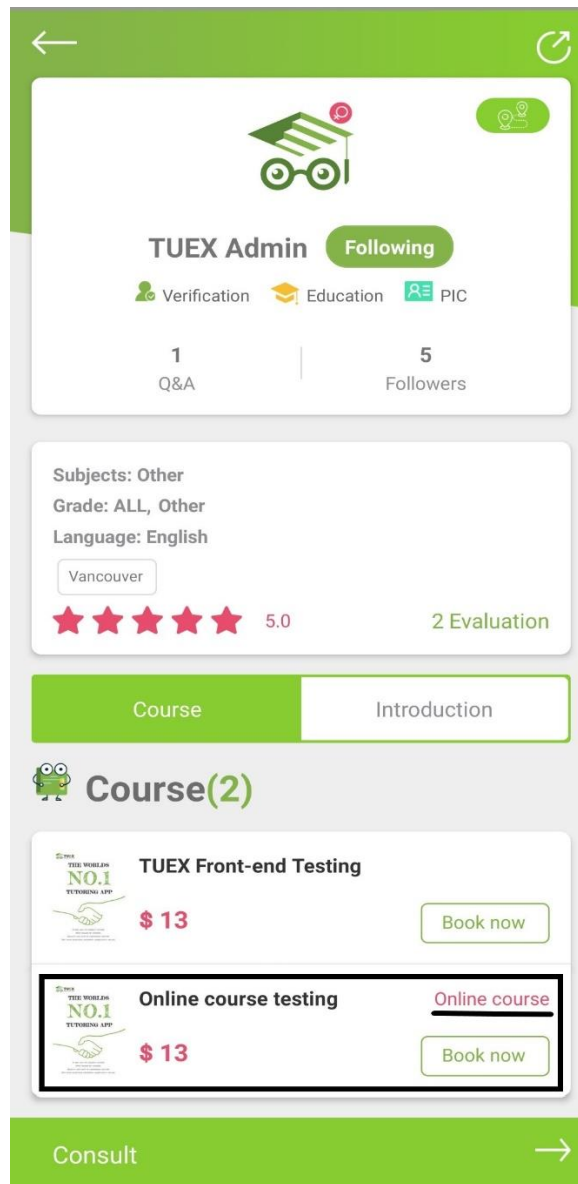 TUEX Admin Following
Verification Education PIC
1 5
Q&A Followers
Subjects: Other
Grade: ALL, Other
Language: English
Vancouver
5.0 2 Evaluation
Course Introduction
Course(2)
TUEX
THE WORLDS
NO.1
TUTORING APP
TUEX Front-end Testing
$ 13 Book now
TUEX
THE WORLDS
NO.1
TUTORING APP
Online course testing Online course
$ 13 Book now
Consult